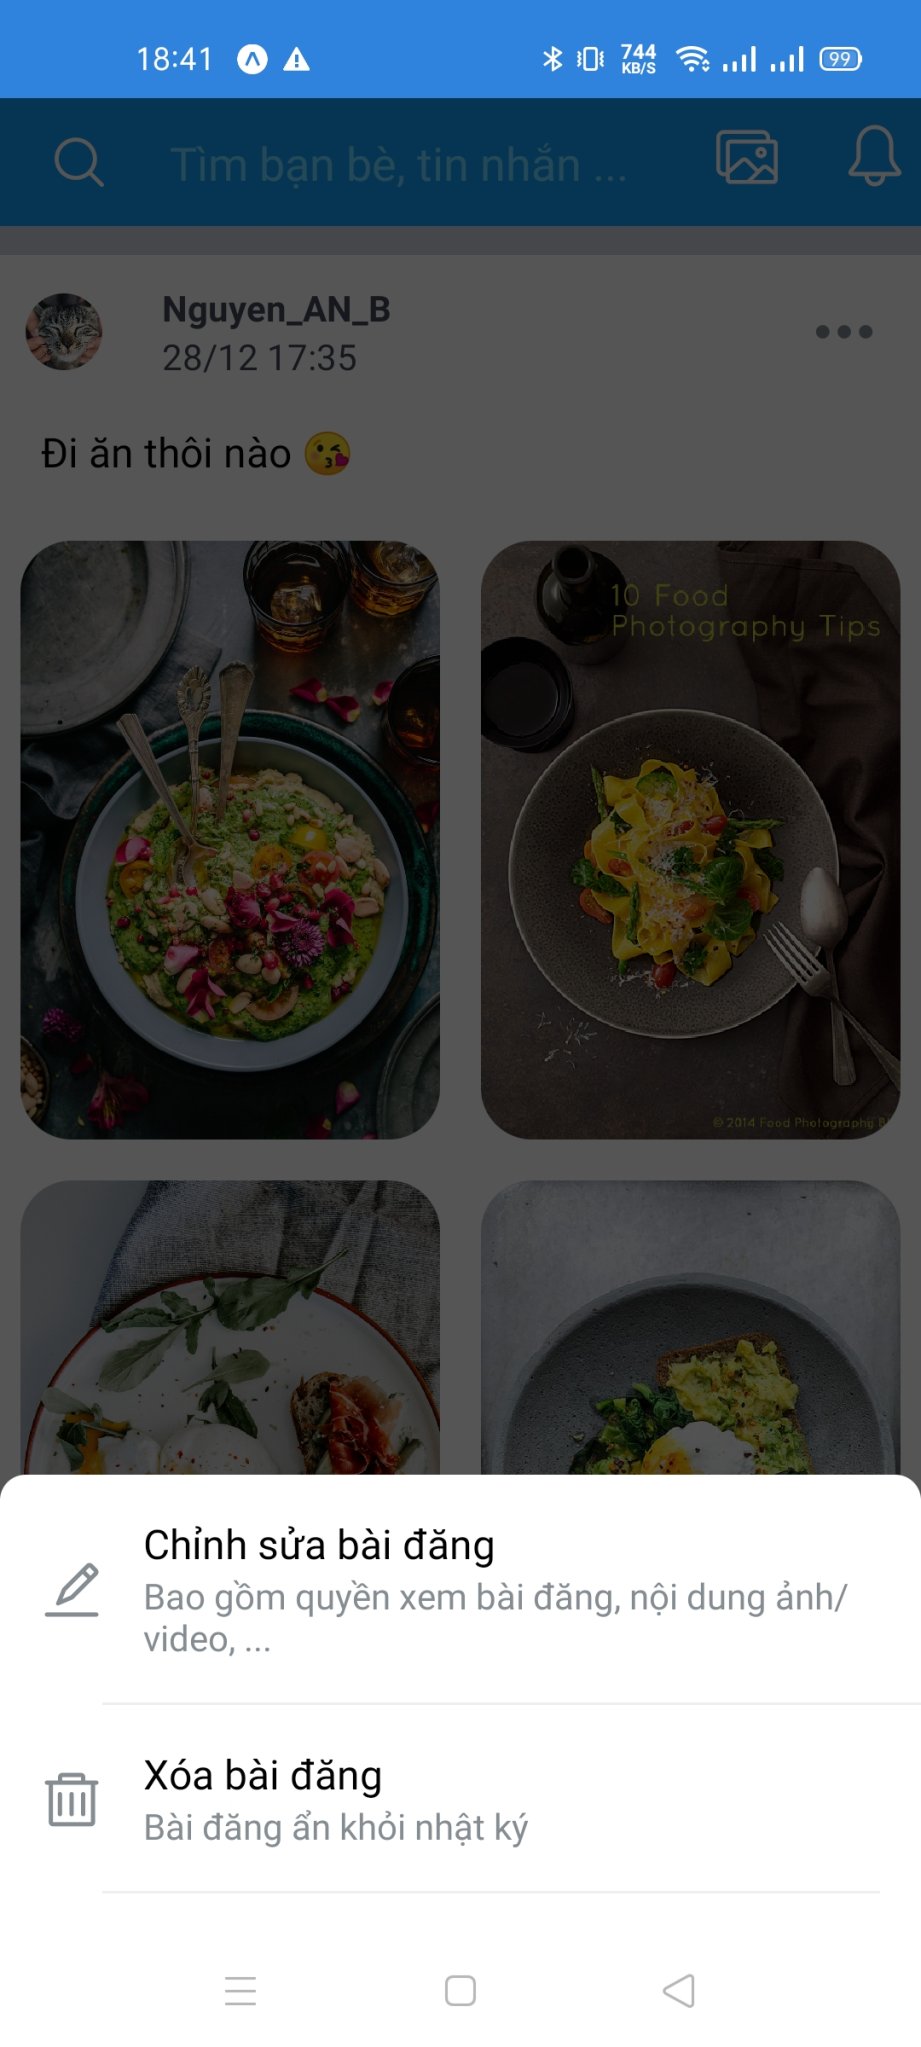 18:41
744
KB/S
99
Tìm bạn bè, tin nhắn ...
Nguyen_AN_B
28/12 17:35
Đi ăn thôi nào 😘
10 Food
Photography Tips
© 2014 Food Photography
Chỉnh sửa bài đăng
Bao gồm quyền xem bài đăng, nội dung ảnh/
video, ...
Xóa bài đăng
Bài đăng ẩn khỏi nhật ký